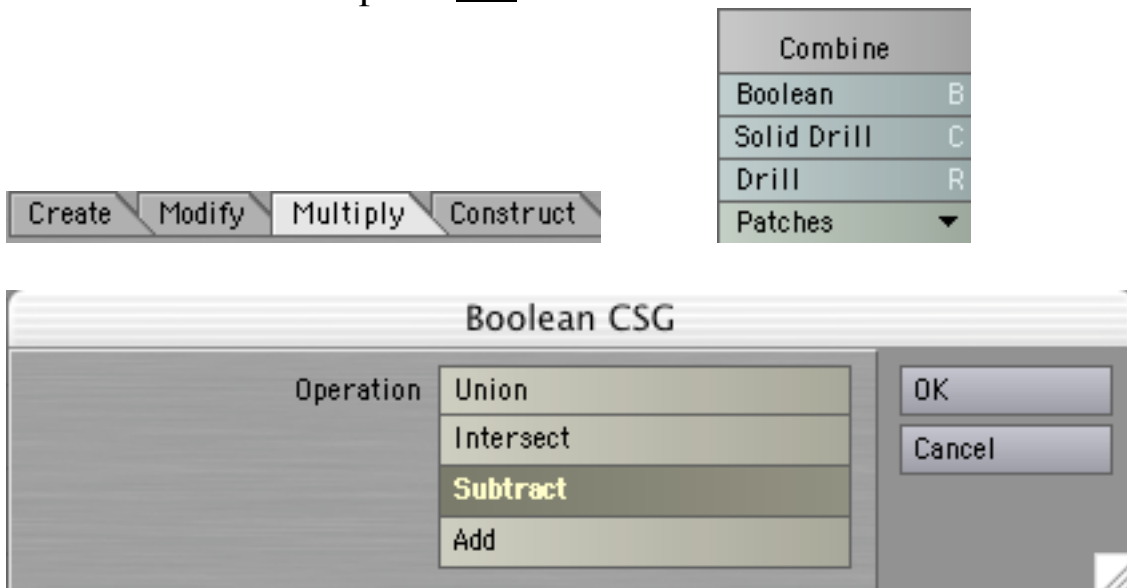 Combine
Boolean B
Solid Drill C
Drill R
Patches
Create Modify Multiply Construct
Boolean CSG
Operation Union
Intersect
Subtract
Add
OK
Cancel